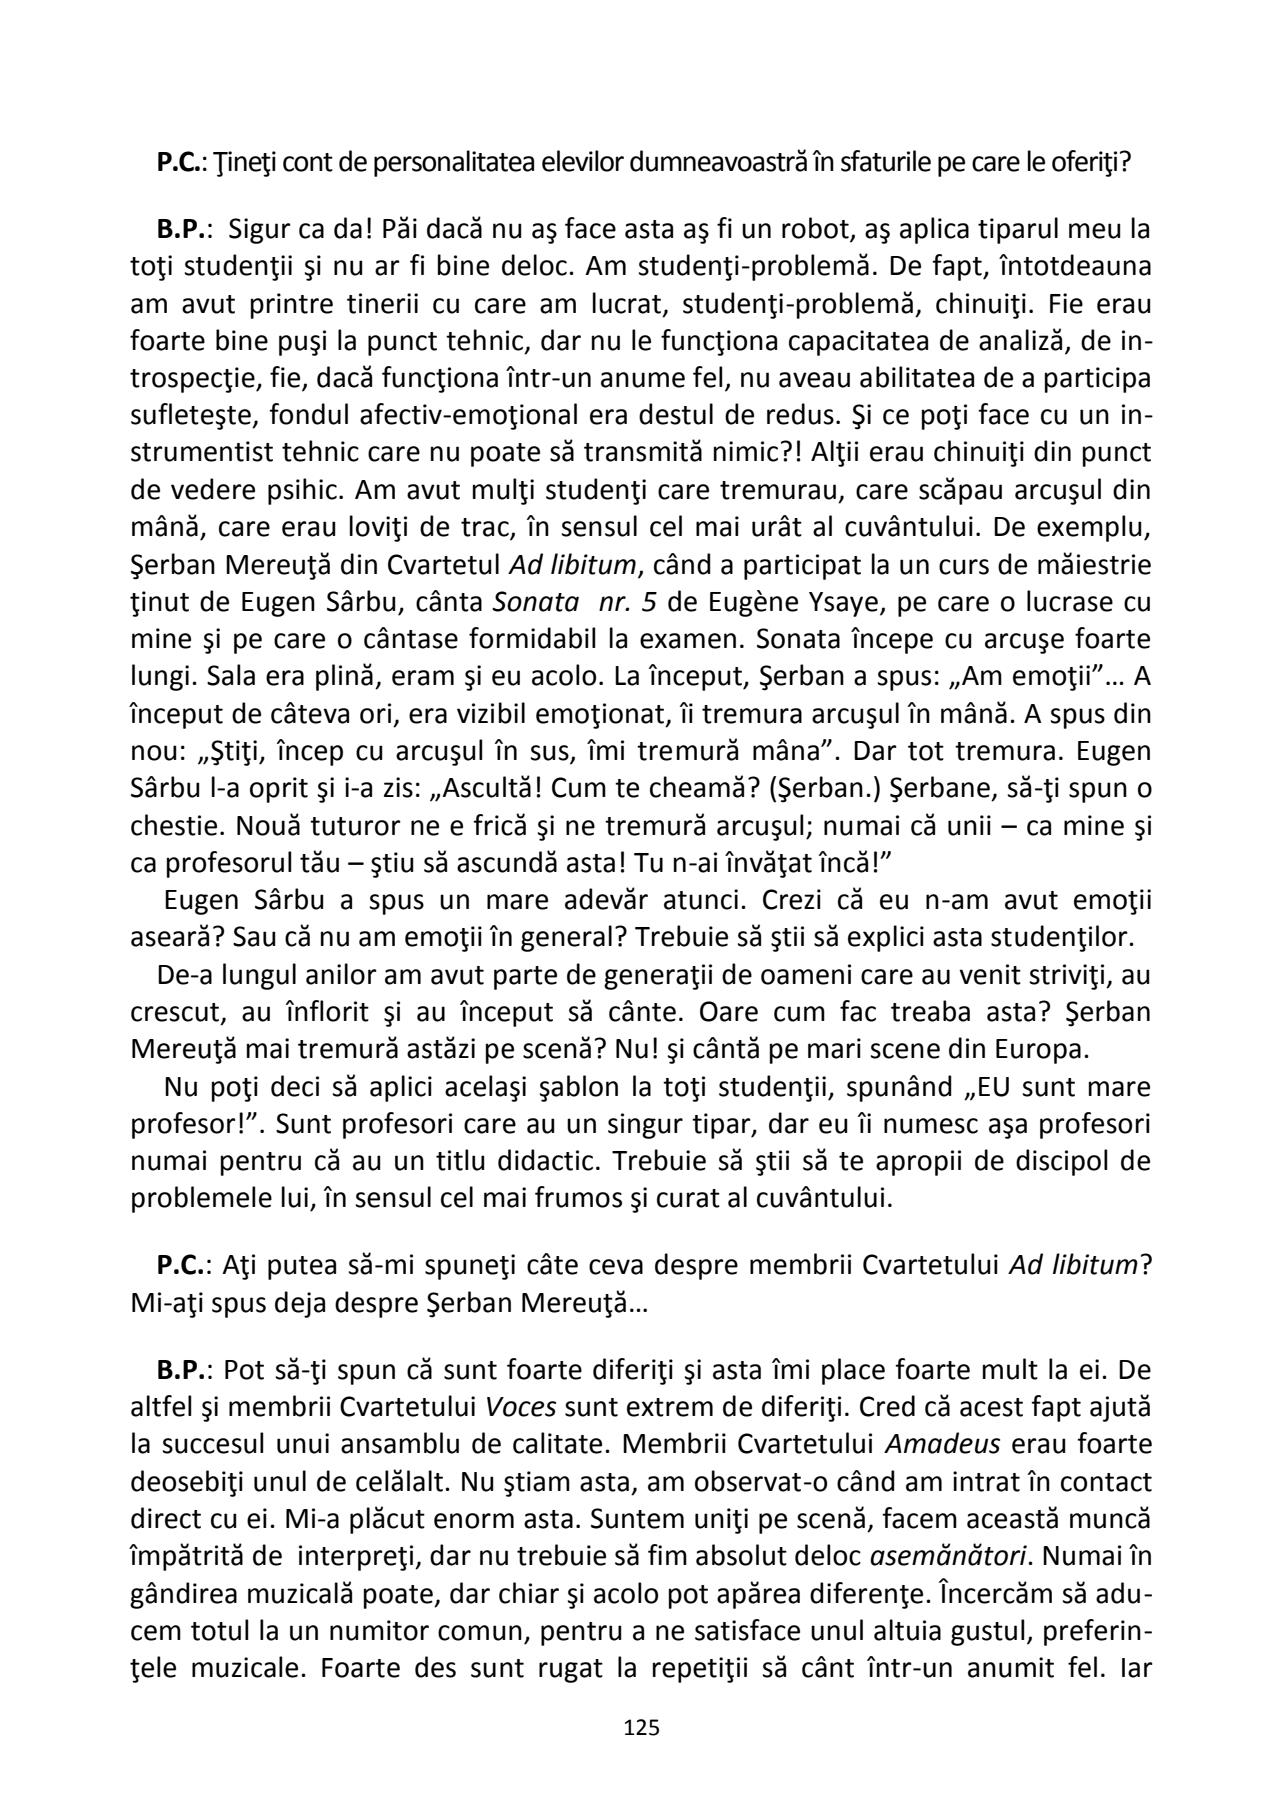 P.C.: Ţineţi cont de personalitatea elevilor dumneavoastră în sfaturile pe care le oferiţi?
B.P.: Sigur ca da! Păi dacă nu aş face asta aş fi un robot, aş aplica tiparul meu la
toţi studenţii şi nu ar fi bine deloc. Am studenţi-problemă. De fapt, întotdeauna
am avut printre tinerii cu care am lucrat, studenţi-problemă, chinuiţi. Fie erau
foarte bine puşi la punct tehnic, dar nu le funcţiona capacitatea de analiză, de in-
trospecţie, fie, dacă funcţiona într-un anume fel, nu aveau abilitatea de a participa
sufleteşte, fondul afectiv-emoţional era destul de redus. Şi ce poţi face cu un in-
strumentist tehnic care nu poate să transmită nimic?! Alţii erau chinuiţi din punct
de vedere psihic. Am avut mulţi studenţi care tremurau, care scăpau arcuşul din
mână, care erau loviţi de trac, în sensul cel mai urât al cuvântului. De exemplu,
Şerban Mereuţă din Cvartetul Ad libitum, când a participat la un curs de măiestrie
ţinut de Eugen Sârbu, cânta Sonata nr. 5 de Eugène Ysaye, pe care o lucrase cu
mine şi pe care o cântase formidabil la examen. Sonata începe cu arcuşe foarte
lungi. Sala era plină, eram şi eu acolo. La început, Şerban a spus: „Am emoţii”… A
început de câteva ori, era vizibil emoţionat, îi tremura arcuşul în mână. A spus din
nou: „Ştiţi, încep cu arcuşul în sus, îmi tremură mâna”. Dar tot tremura. Eugen
Sârbu l-a oprit şi i-a zis: „Ascultă! Cum te cheamă? (Şerban.) Şerbane, să-ţi spun o
chestie. Nouă tuturor ne e frică şi ne tremură arcuşul; numai că unii – ca mine şi
ca profesorul tău – ştiu să ascundă asta! Tu n-ai învăţat încă!”
Eugen Sârbu a spus un mare adevăr atunci. Crezi că eu n-am avut emoţii
aseară? Sau că nu am emoţii în general? Trebuie să ştii să explici asta studenţilor.
De-a lungul anilor am avut parte de generaţii de oameni care au venit striviţi, au
crescut, au înflorit şi au început să cânte. Oare cum fac treaba asta? Şerban
Mereuţă mai tremură astăzi pe scenă? Nu! şi cântă pe mari scene din Europa.
Nu poţi deci să aplici acelaşi şablon la toţi studenţii, spunând „EU sunt mare
profesor!”. Sunt profesori care au un singur tipar, dar eu îi numesc aşa profesori
numai pentru că au un titlu didactic. Trebuie să ştii să te apropii de discipol de
problemele lui, în sensul cel mai frumos şi curat al cuvântului.
P.C.: Aţi putea să-mi spuneţi câte ceva despre membrii Cvartetului Ad libitum?
Mi-aţi spus deja despre Şerban Mereuţă…
B.P.: Pot să-ţi spun că sunt foarte diferiţi şi asta îmi place foarte mult la ei. De
altfel şi membrii Cvartetului Voces sunt extrem de diferiţi. Cred că acest fapt ajută
la succesul unui ansamblu de calitate. Membrii Cvartetului Amadeus erau foarte
deosebiţi unul de celălalt. Nu ştiam asta, am observat-o când am intrat în contact
direct cu ei. Mi-a plăcut enorm asta. Suntem uniţi pe scenă, facem această muncă
împătrită de interpreţi, dar nu trebuie să fim absolut deloc asemănători. Numai în
gândirea muzicală poate, dar chiar şi acolo pot apărea diferenţe. Încercăm să adu-
cem totul la un numitor comun, pentru a ne satisface unul altuia gustul, preferin-
ţele muzicale. Foarte des sunt rugat la repetiţii să cânt într-un anumit fel. Iar
125